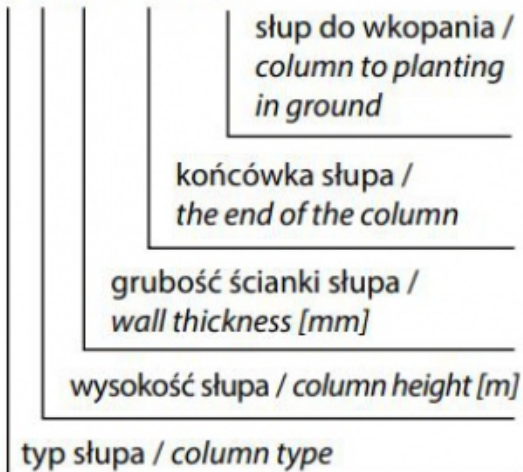 słup do wkopania /
column to planting
in ground
końcówka słupa /
the end of the column
grubość ścianki słupa /
wall thickness [mm]
wysokość słupa / column height [m]
typ słupa / column type